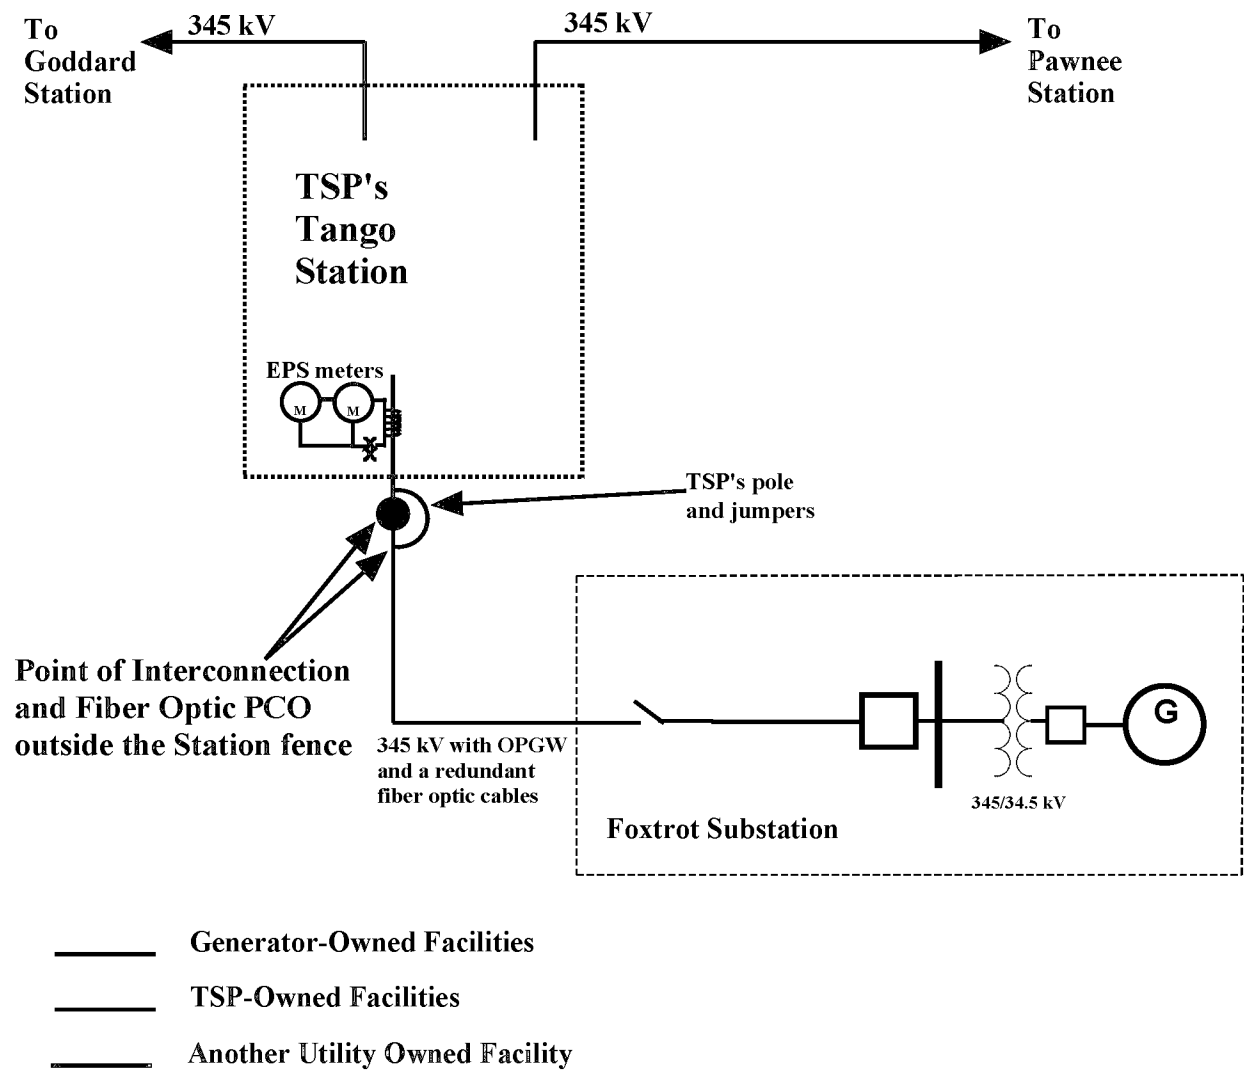 345 kV
345 kV
To
Goddard
Station
To
Pawnee
Station
TSP's
Tango
Station
EPS meters
M
M
TSP's pole
and jumpers
Point of Interconnection
and Fiber Optic PCO
outside the Station fence
345 kV with OPGW
and a redundant
fiber optic cables
G
345/34.5 kV
Foxtrot Substation
Generator-Owned Facilities
TSP-Owned Facilities
Another Utility Owned Facility